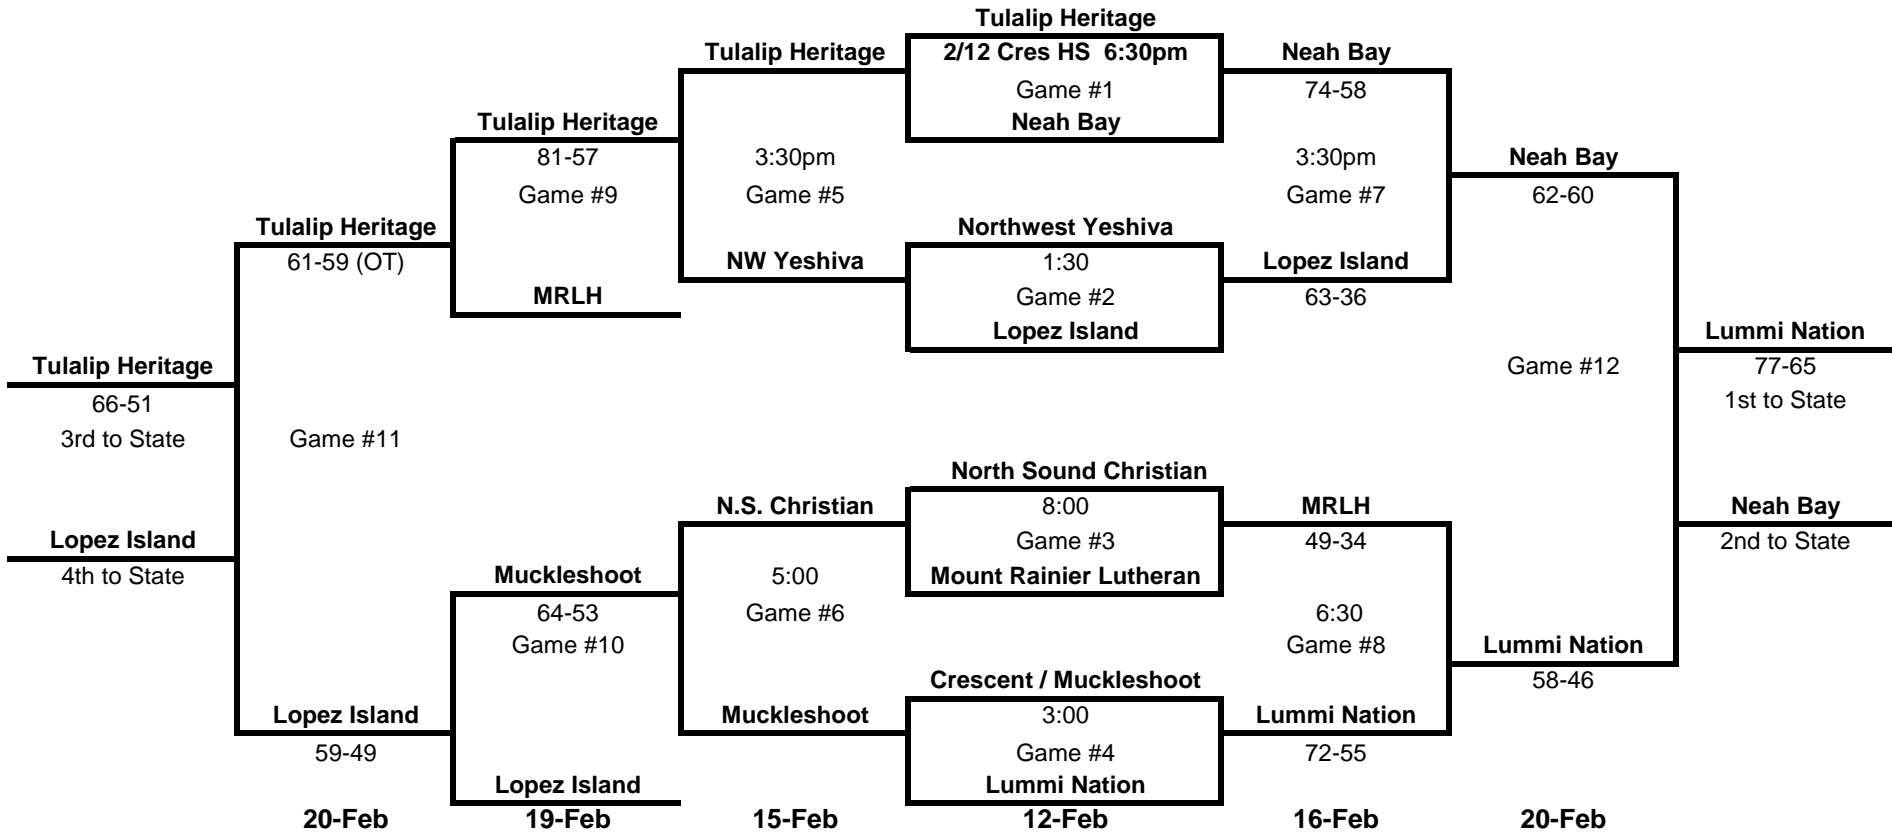 Tulalip Heritage
Tulalip Heritage 2/12 Cres HS 6:30pm Neah Bay
Game #1 74-58
Tulalip Heritage Neah Bay
81-57 3:30pm 3:30pm Neah Bay
Game #9 Game #5 Game #7 62-60
Tulalip Heritage Northwest Yeshiva
61-59 (OT) NW Yeshiva 1:30 Lopez Island
MRLH Game #2 63-36
Lopez Island Lummi Nation
Tulalip Heritage Game #12 77-65
66-51 1st to State
3rd to State Game #11
North Sound Christian
N.S. Christian 8:00 MRLH Neah Bay
Lopez Island Game #3 49-34 2nd to State
4th to State Muckleshoot 5:00 Mount Rainier Lutheran
64-53 Game #6 6:30
Game #10 Game #8 Lummi Nation
Crescent / Muckleshoot 58-46
Lopez Island Muckleshoot 3:00 Lummi Nation
59-49 Game #4 72-55
Lopez Island Lummi Nation
20-Feb 19-Feb 15-Feb 12-Feb 16-Feb 20-Feb